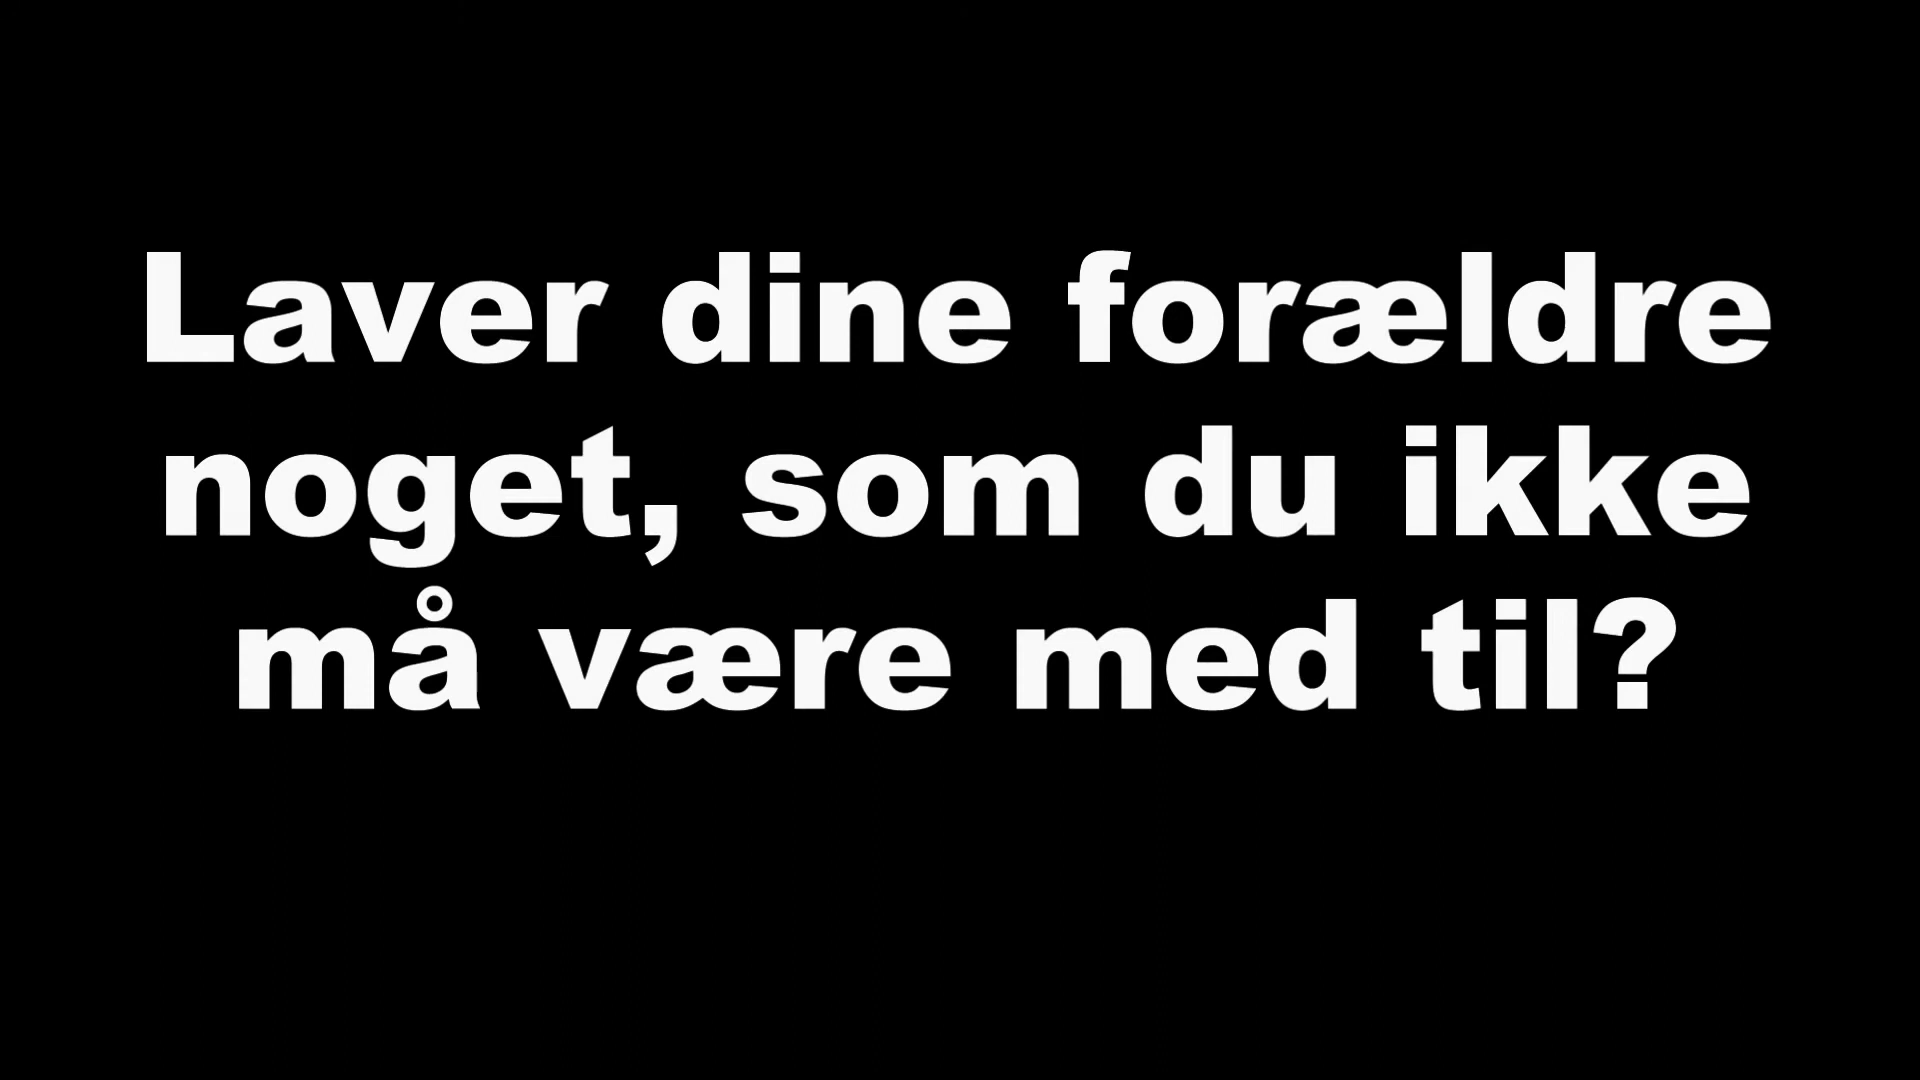 Laver dine forældre
noget, som du ikke
må være med til?